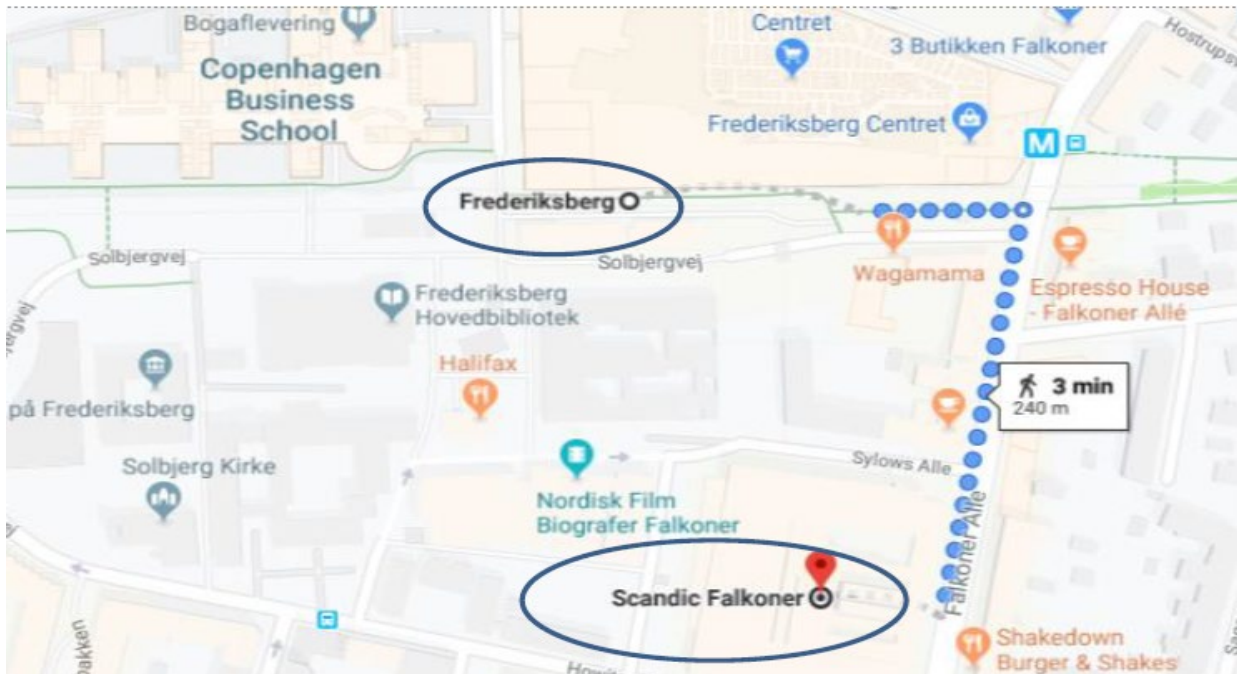 Bogaflevering
Copenhagen
Business
School
Centret
3 Butikken Falkoner
Frederiksberg Centret
M
Frederiksberg
Solbjergvej
Solbjergvej
Wagamama
Espresso House
- Falkoner Allé
Frederiksberg
Hovedbibliotek
Halifax
3 min
240 m
på Frederiksberg
Solbjerg Kirke
Sylows Alle
Nordisk Film
Biografer Falkoner
Falkoner Alle
Scandic Falkoner
Shakedown
Burger & Shakes